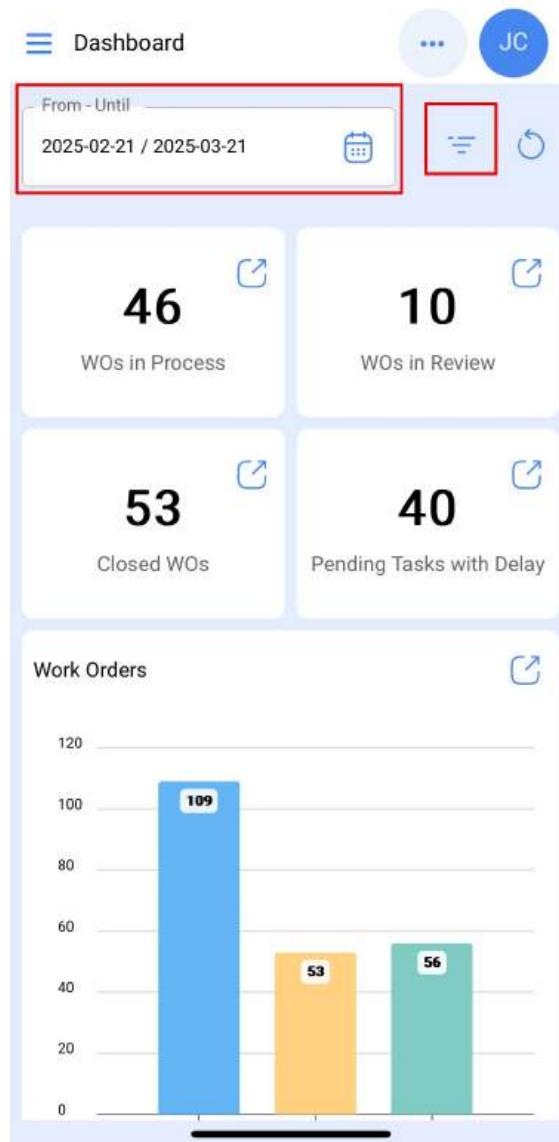 Dashboard
JC
From - Until
2025-02-21 / 2025-03-21
46
WOs in Process
10
WOs in Review
53
Closed WOs
40
Pending Tasks with Delay
Work Orders
120
100
80
60
40
20
0
109
53
56